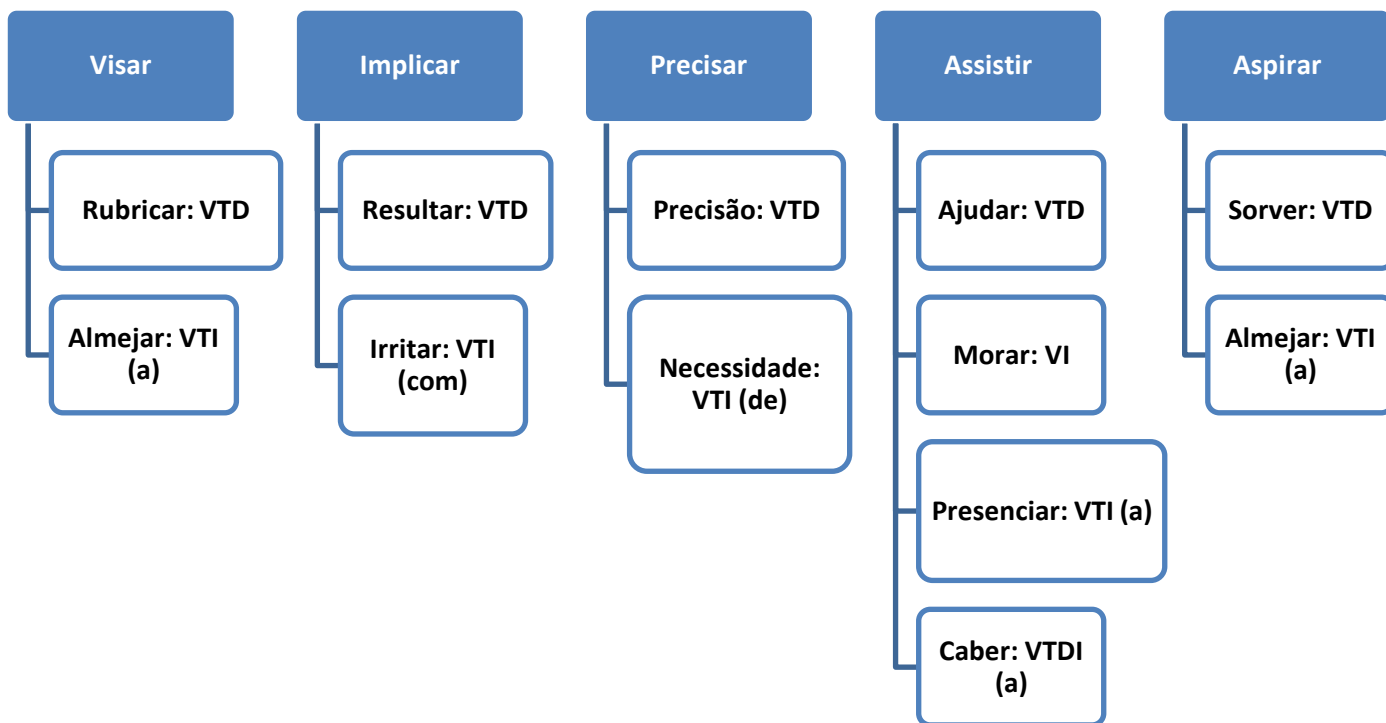 Visar
Rubricar: VTD
Almejar: VTI
(a)
Implicar
Resultar: VTD
Irritar: VTI
(com)
Precisar
Precisão: VTD
Necessidade:
VTI (de)
Assistir
Ajudar: VTD
Morar: VI
Presenciar: VTI (a)
Caber: VTDI
(a)
Aspirar
Sorver: VTD
Almejar: VTI
(a)